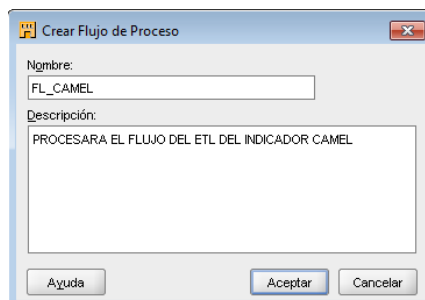 Crear Flujo de Proceso
Nombre:
FL_CAMEL
Descripción:
PROCESARA EL FLUJO DEL ETL DEL INDICADOR CAMEL
Ayuda
Aceptar
Cancelar